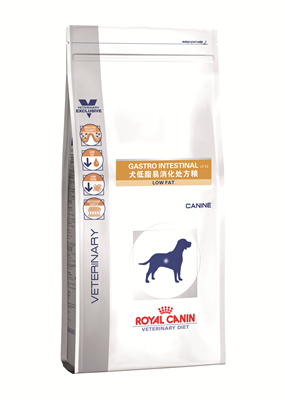 VETERINARY
EXCLUSIVE
GASTRO INTESTINAL
犬低脂易消化处方粮
LOW FAT
CANINE
VETERINARY
ROYAL CANIN
VETERINARY DIET